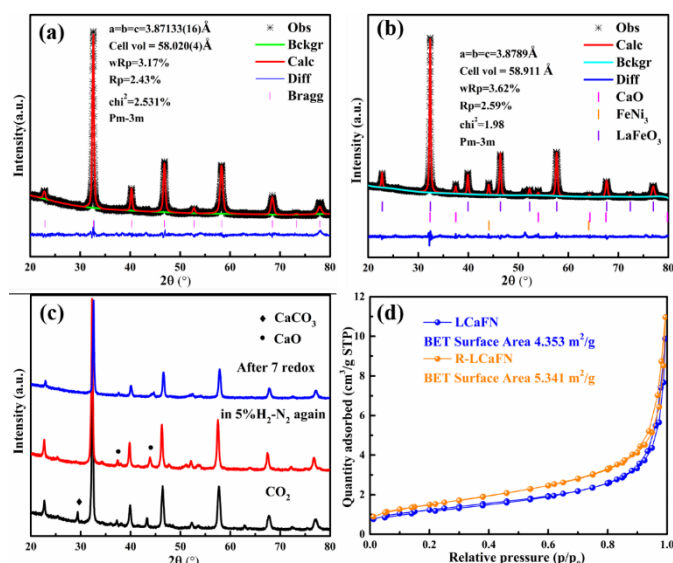 (a)
a=b=c=3.87133(16)Å
Cell vol = 58.020(4)Å
wRp=3.17%
Rp=2.43%
chi²=2.531%
Pm-3m
Obs
Bckgr
Calc
Diff
Bragg
Intensity(a.u.)
20 30 40 50 60 70 80
2θ (°)
(b)
a=b=c=3.8789Å
Cell vol = 58.911 Å
wRp=3.62%
Rp=2.59%
chi²=1.98
Pm-3m
Obs
Calc
Bckgr
Diff
CaO
FeNi₃
LaFeO₃
Intensity(a.u.)
20 30 40 50 60 70 80
2θ (°)
(c)
CaCO₃
CaO
After 7 redox
in 5%H₂-N₂ again
CO₂
Intensity (a.u.)
20 30 40 50 60 70 80
2θ (°)
(d)
LCaFN
BET Surface Area 4.353 m²/g
R-LCaFN
BET Surface Area 5.341 m²/g
Quantity adsorbed (cm³/g STP)
12
10
8
6
4
2
0
0.0 0.2 0.4 0.6 0.8 1.0
Relative pressure (p/pₒ)